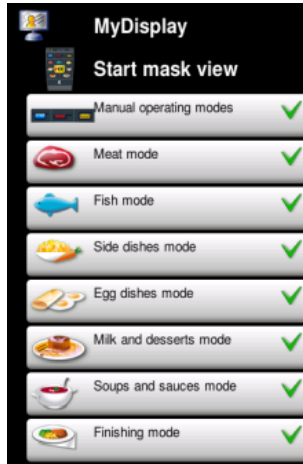 MyDisplay
Start mask view
Manual operating modes
Meat mode
Fish mode
Side dishes mode
Egg dishes mode
Milk and desserts mode
Soups and sauces mode
Finishing mode